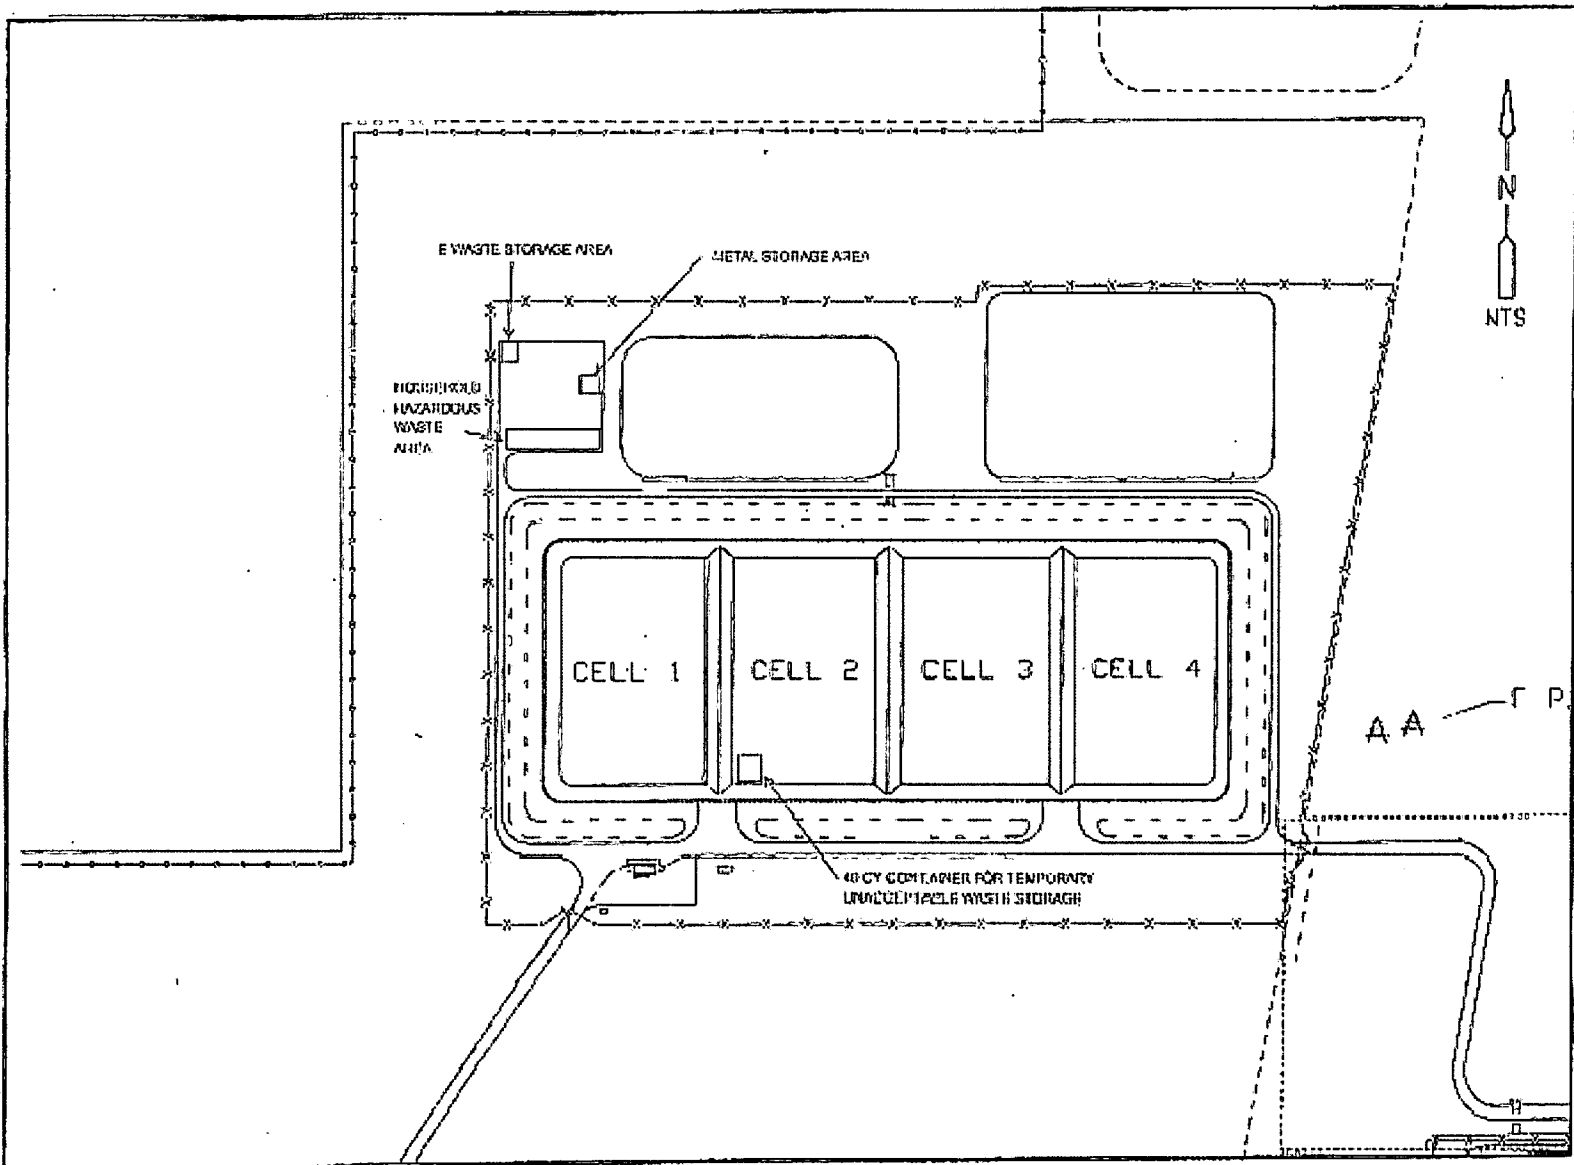 N
NTS
E WASTE STORAGE AREA
METAL STORAGE AREA
HOUSEHOLD
HAZARDOUS
WASTE
AREA
CELL 1
CELL 2
CELL 3
CELL 4
CY CONTAINER FOR TEMPORARY
UNACCEPTABLE WASTE STORAGE